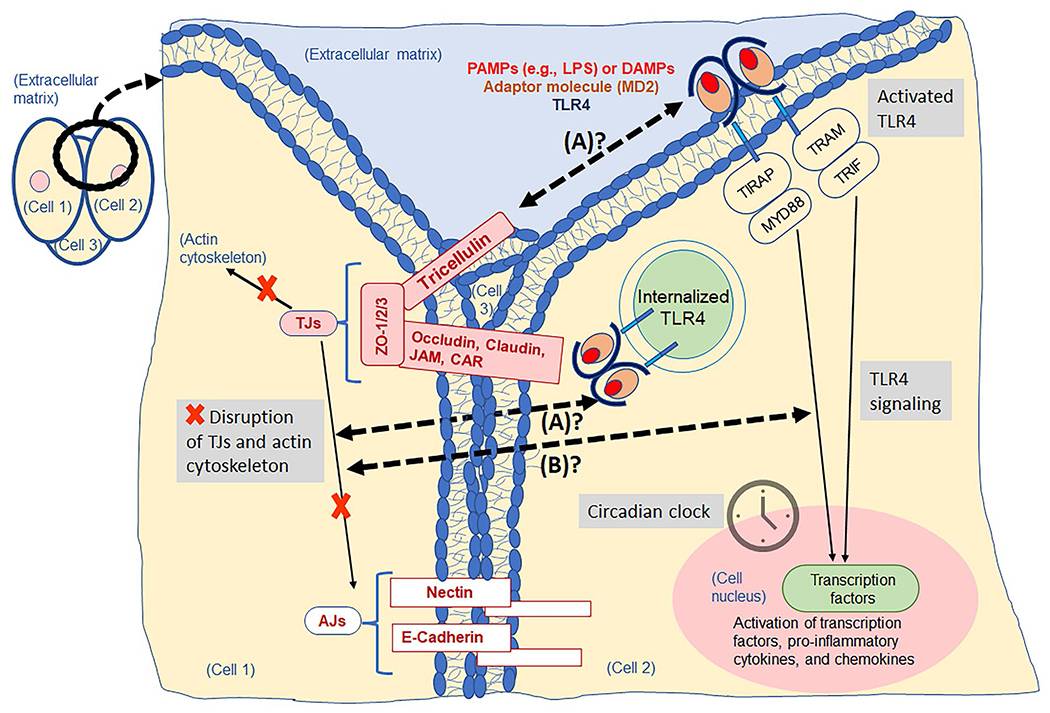 (Extracellular
matrix)
(Cell 1)
(Cell 2)
(Cell 3)
(Extracellular matrix)
PAMPs (e.g., LPS) or DAMPs
Adaptor molecule (MD2)
TLR4
(A)?
Activated
TLR4
TRAM
TRIF
TIRAP
MYD88
(Actin
cytoskeleton)
TJs
ZO-1/2/3
Tricellulin
(Cell
3)
Occludin, Claudin,
JAM, CAR
Internalized
TLR4
TLR4
signaling
Disruption
of TJs and actin
cytoskeleton
(A)?
(B)?
Circadian clock
(Cell
nucleus)
Transcription
factors
Activation of transcription
factors, pro-inflammatory
cytokines, and chemokines
AJs
Nectin
E-Cadherin
(Cell 1)
(Cell 2)